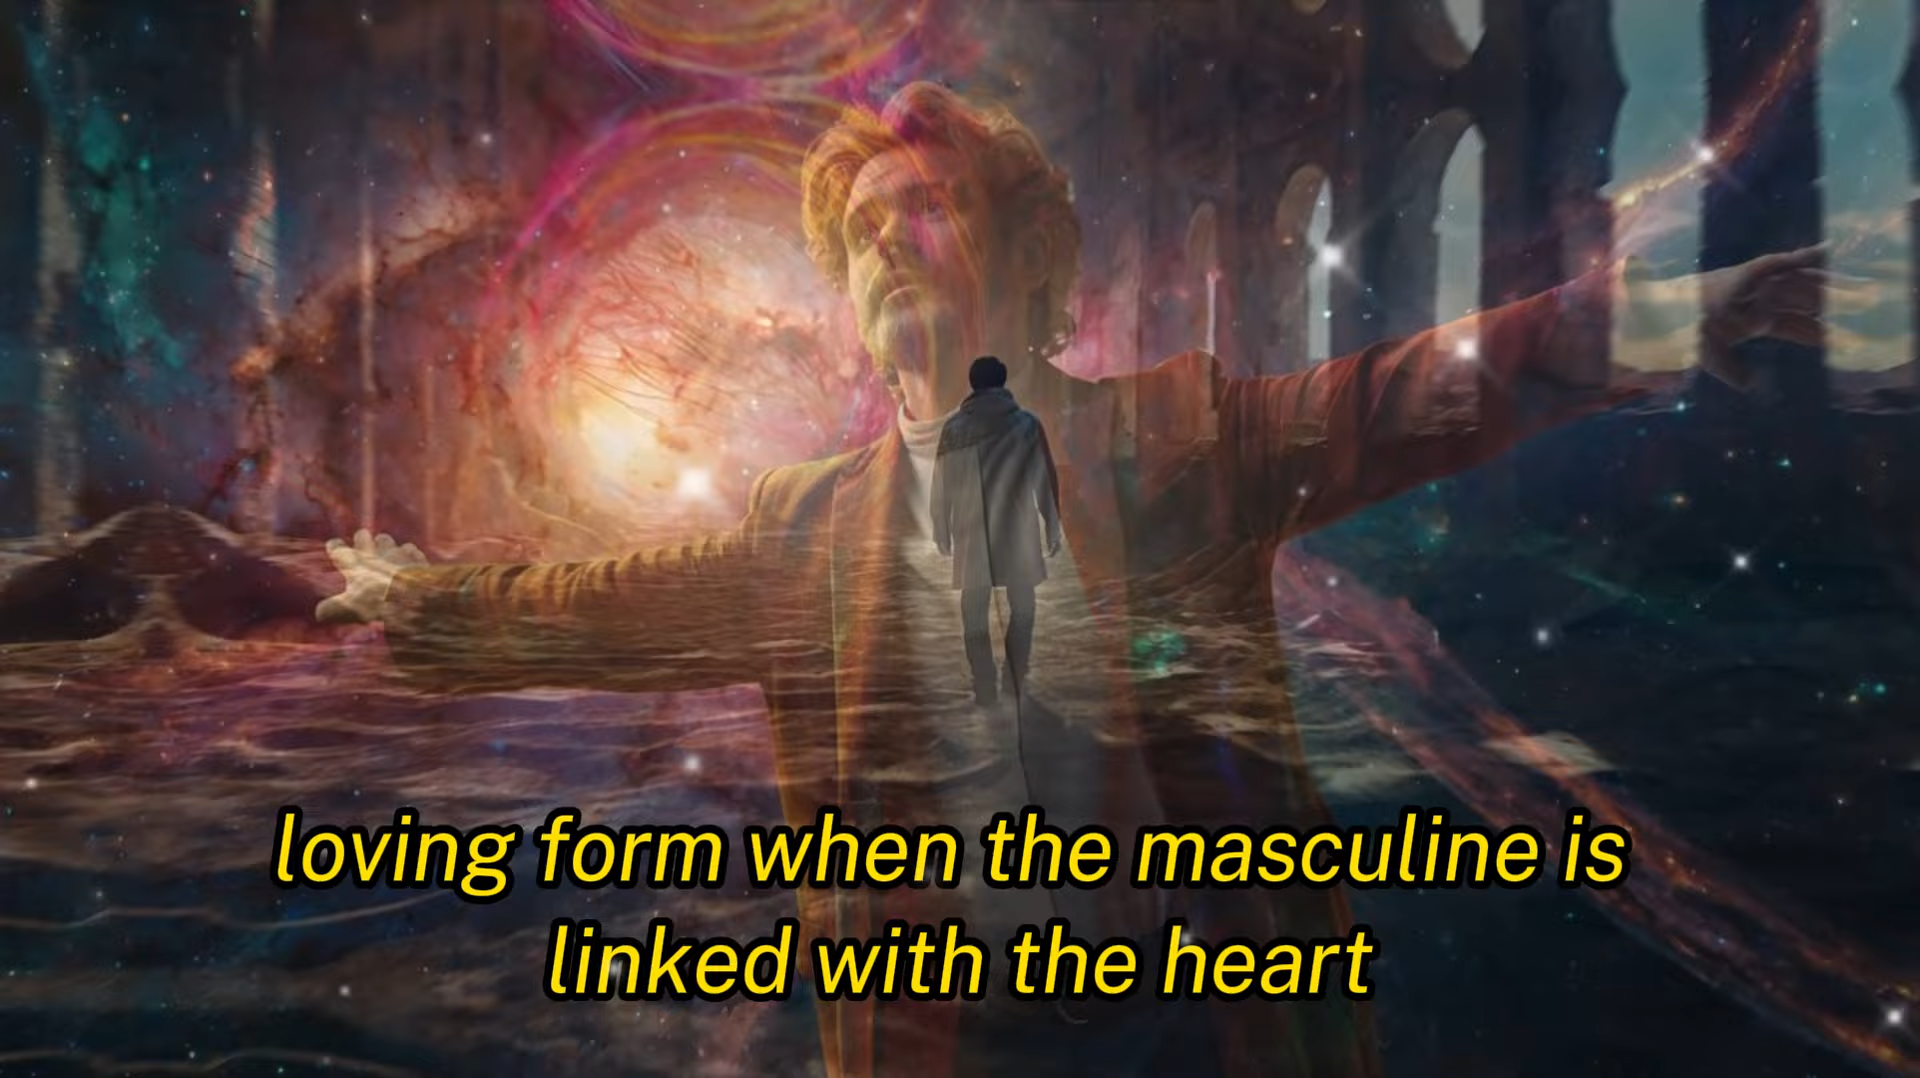 loving form when the masculine is
linked with the heart